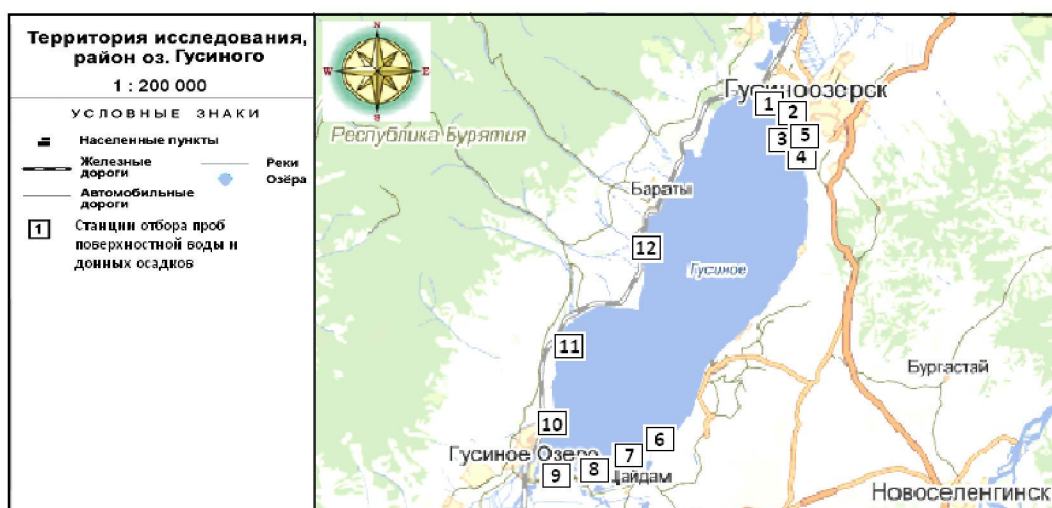 Территория исследования,
район оз. Гусиного
1 : 200 000
УСЛОВНЫЕ ЗНАКИ
Населенные пункты
Железные
дороги
Реки
Озёра
Автомобильные
дороги
1
Станции отбора проб
поверхностной воды и
донных осадков
N
W
E
S
Республика Бурятия
Гусиноозерск
1
2
3
5
4
Бараты
12
Гусиное
11
Бургастай
10
6
Гусиное Озеро
7
8
9
Цайдам
Новоселенгинск